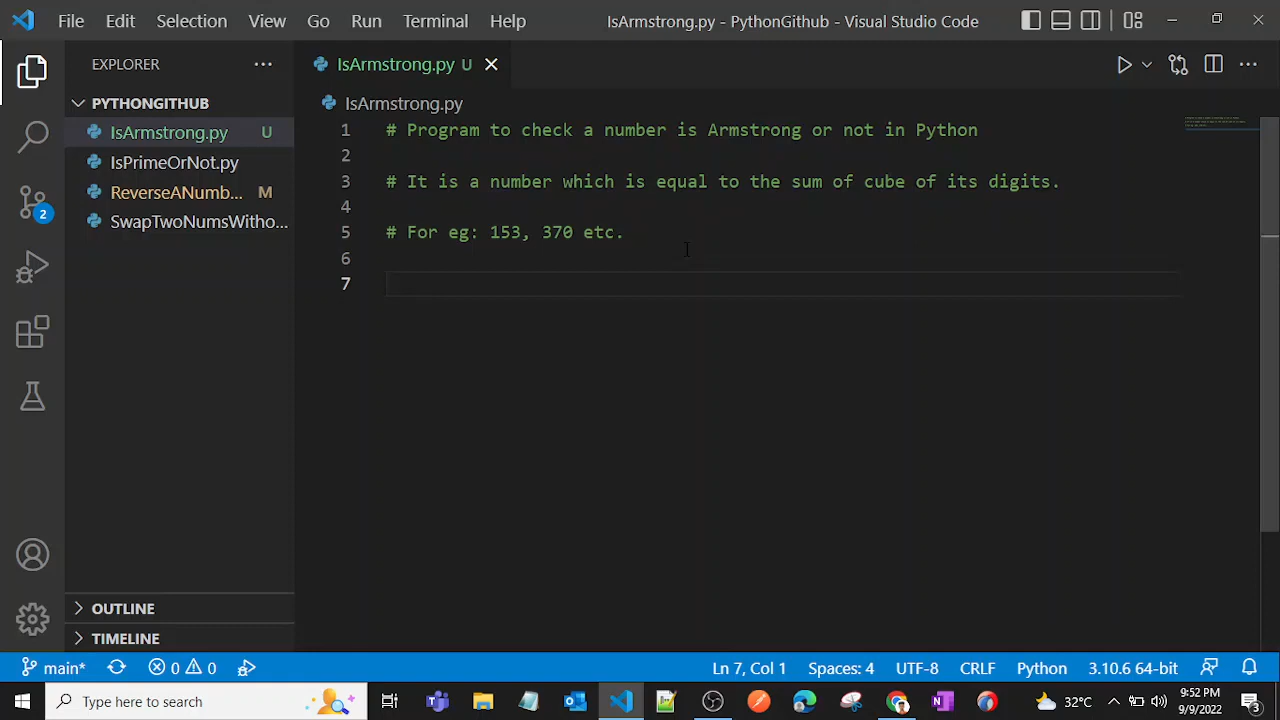 File Edit Selection View Go Run Terminal Help IsArmstrong.py - PythonGithub - Visual Studio Code
EXPLORER
PYTHONGITHUB
IsArmstrong.py U
IsPrimeOrNot.py
ReverseANumb... M
SwapTwoNumsWitho...
OUTLINE
TIMELINE
2
IsArmstrong.py U
IsArmstrong.py
1 # Program to check a number is Armstrong or not in Python
2
3 # It is a number which is equal to the sum of cube of its digits.
4
5 # For eg: 153, 370 etc.
6
7
main* 0 0 Ln 7, Col 1 Spaces: 4 UTF-8 CRLF Python 3.10.6 64-bit
Type here to search
32°C
9:52 PM
9/9/2022
3